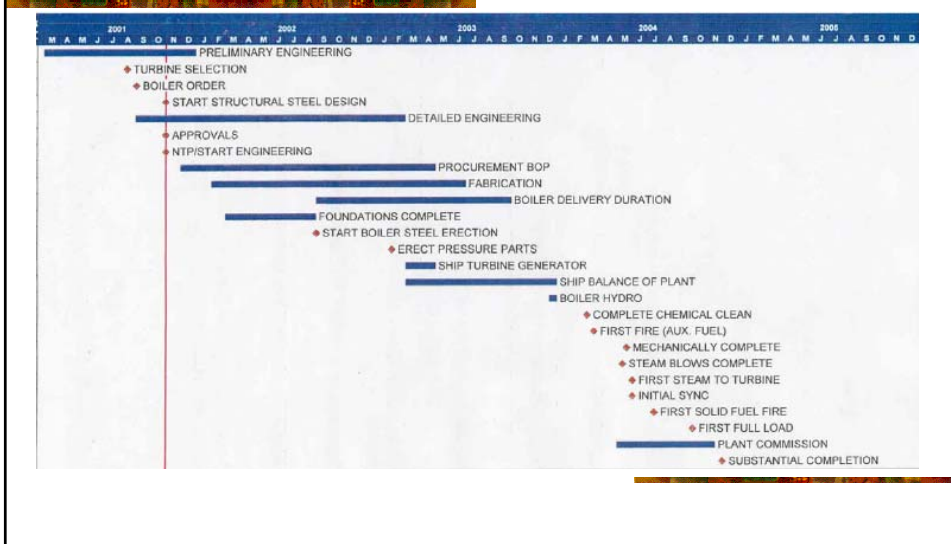 2001 2002 2003 2004 2005
M A M J J A S O N D J F M A M J J A S O N D J F M A M J J A S O N D J F M A M J J A S O N D J F M A M J J A S O N D
PRELIMINARY ENGINEERING
TURBINE SELECTION
BOILER ORDER
START STRUCTURAL STEEL DESIGN
DETAILED ENGINEERING
APPROVALS
NTP/START ENGINEERING
PROCUREMENT BOP
FABRICATION
BOILER DELIVERY DURATION
FOUNDATIONS COMPLETE
START BOILER STEEL ERECTION
ERECT PRESSURE PARTS
SHIP TURBINE GENERATOR
SHIP BALANCE OF PLANT
BOILER HYDRO
COMPLETE CHEMICAL CLEAN
FIRST FIRE (AUX. FUEL)
MECHANICALLY COMPLETE
STEAM BLOWS COMPLETE
FIRST STEAM TO TURBINE
INITIAL SYNC
FIRST SOLID FUEL FIRE
FIRST FULL LOAD
PLANT COMMISSION
SUBSTANTIAL COMPLETION